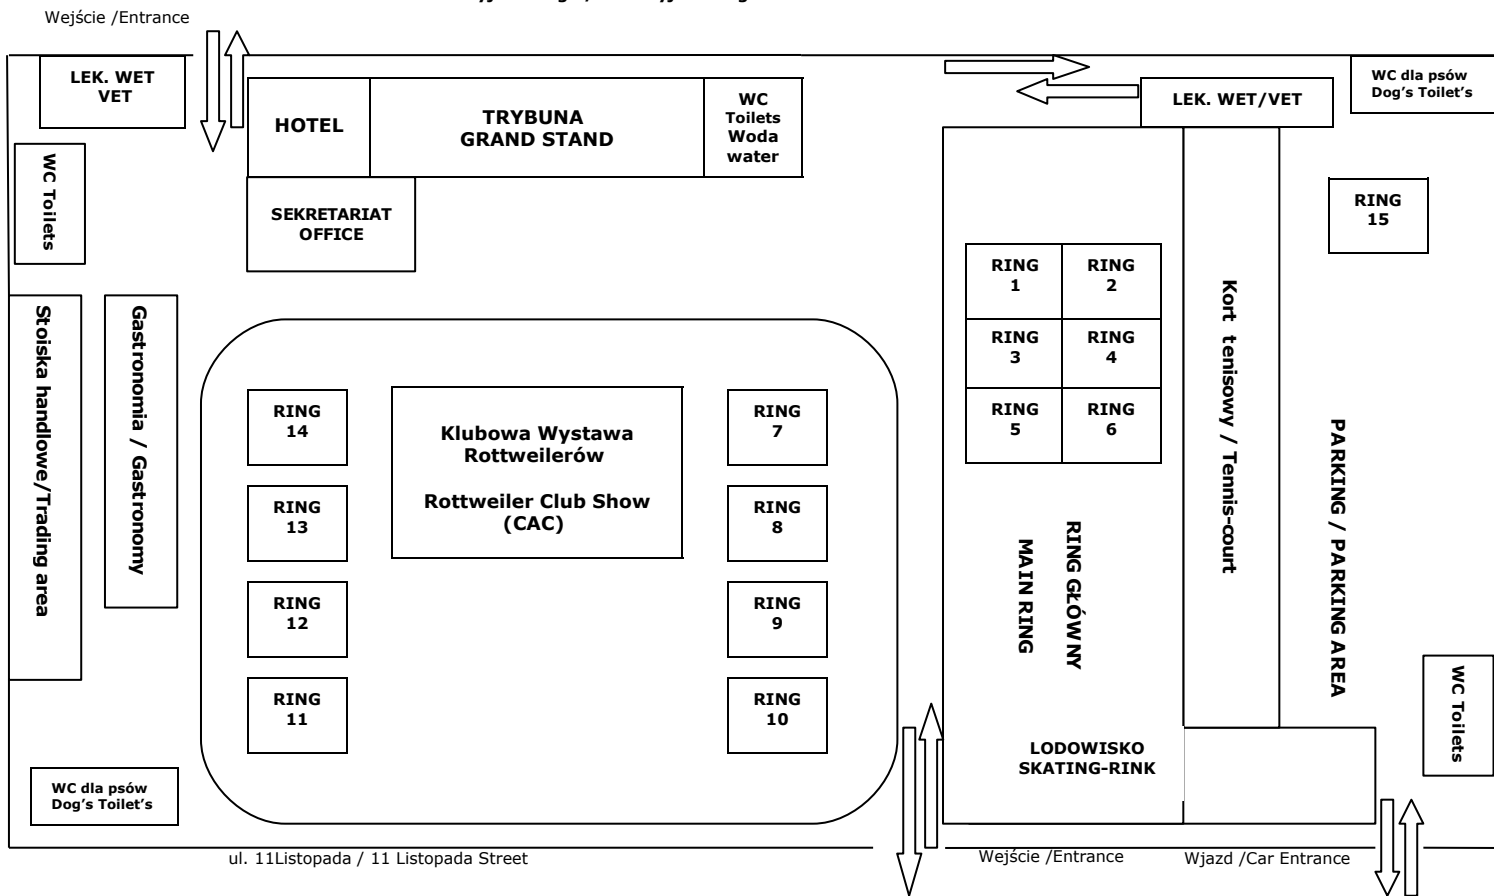 Wejście /Entrance
LEK. WET
VET
HOTEL
TRYBUNA
GRAND STAND
WC
Toilets
Woda
water
LEK. WET/VET
WC dla psów
Dog's Toilet's
WC Toilets
SEKRETARIAT
OFFICE
RING
15
RING
1
RING
2
RING
3
RING
4
RING
5
RING
6
Stoiska handlowe/Trading area
Gastronomia / Gastronomy
RING
14
Klubowa Wystawa
Rottweilerów
Rottweiler Club Show
(CAC)
RING
7
RING
13
RING
8
RING
12
RING
9
RING
11
RING
10
RING GŁÓWNY
MAIN RING
Kort tenisowy / Tennis-court
PARKING / PARKING AREA
WC Toilets
LODOWISKO
SKATING-RINK
WC dla psów
Dog's Toilet's
ul. 11Listopada / 11 Listopada Street
Wejście /Entrance
Wjazd /Car Entrance